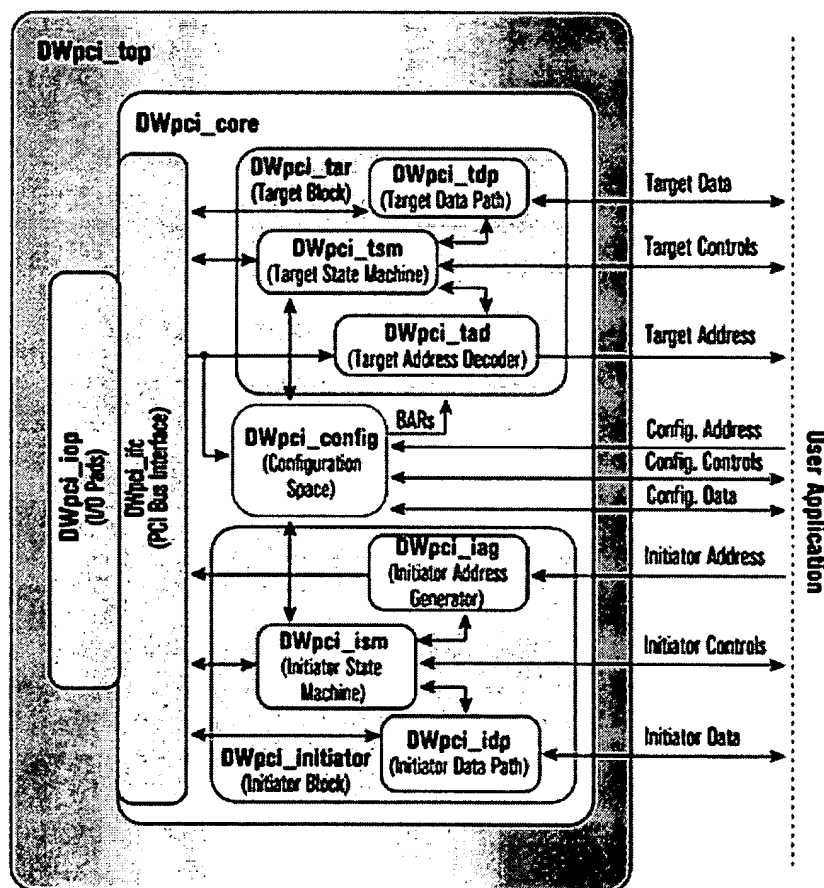 DWpci_top
DWpci_core
DWpci_tar
(Target Block)
DWpci_tdp
(Target Data Path)
Target Data
DWpci_tsm
(Target State Machine)
Target Controls
DWpci_tad
(Target Address Decoder)
Target Address
BARs
DWpci_config
(Configuration
Space)
Config. Address
Config. Controls
Config. Data
DWpci_iop
(I/O Pads)
DWpci_ifc
(PCI Bus Interface)
User Application
DWpci_iag
(Initiator Address
Generator)
Initiator Address
DWpci_ism
(Initiator State
Machine)
Initiator Controls
DWpci_idp
(Initiator Data Path)
Initiator Data
DWpci_initiator
(Initiator Block)